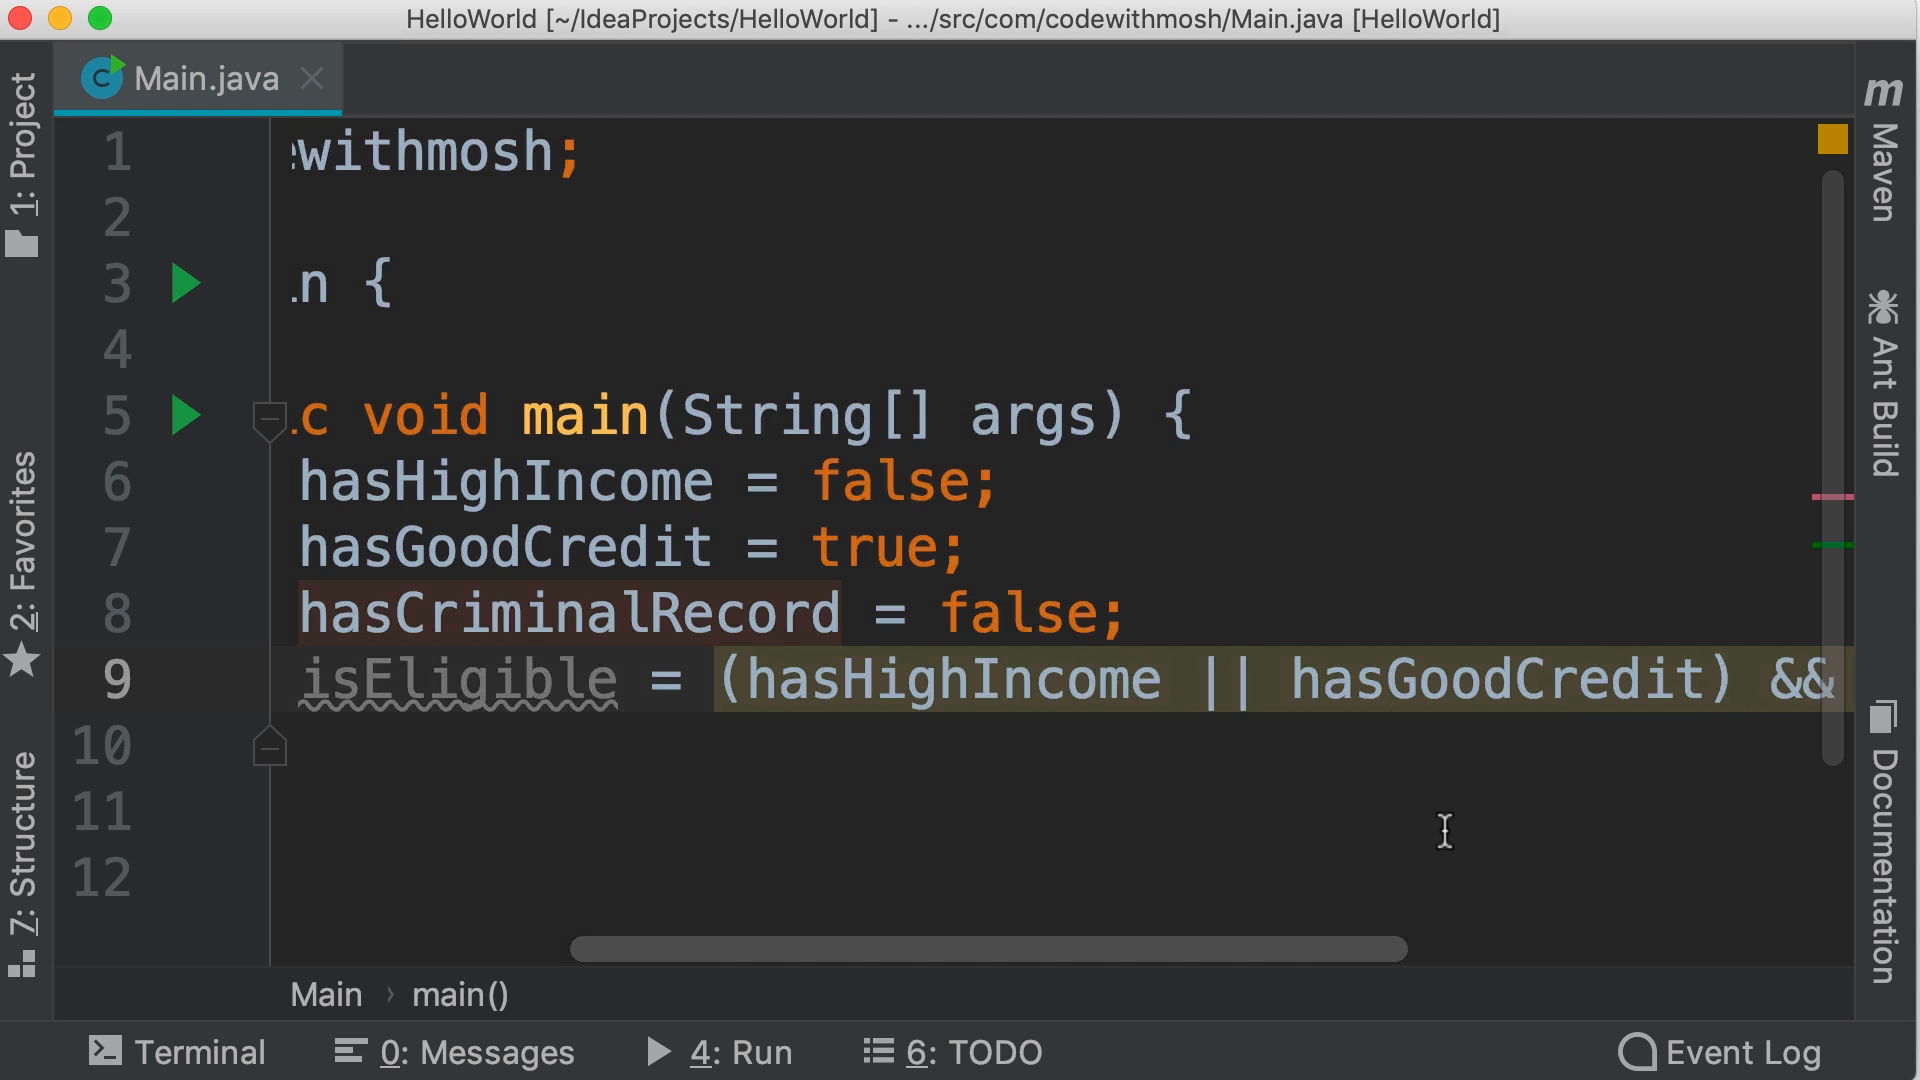 HelloWorld [~/IdeaProjects/HelloWorld] - .../src/com/codewithmosh/Main.java [HelloWorld]
Main.java
1: Project
2: Favorites
7: Structure
1 ewithmosh;
2
3 n {
4
5 c void main(String[] args) {
6 hasHighIncome = false;
7 hasGoodCredit = true;
8 hasCriminalRecord = false;
9 isEligible = (hasHighIncome || hasGoodCredit) &&
10
11
12
m Maven
Ant Build
Documentation
Main › main()
Terminal
0: Messages
4: Run
6: TODO
Event Log